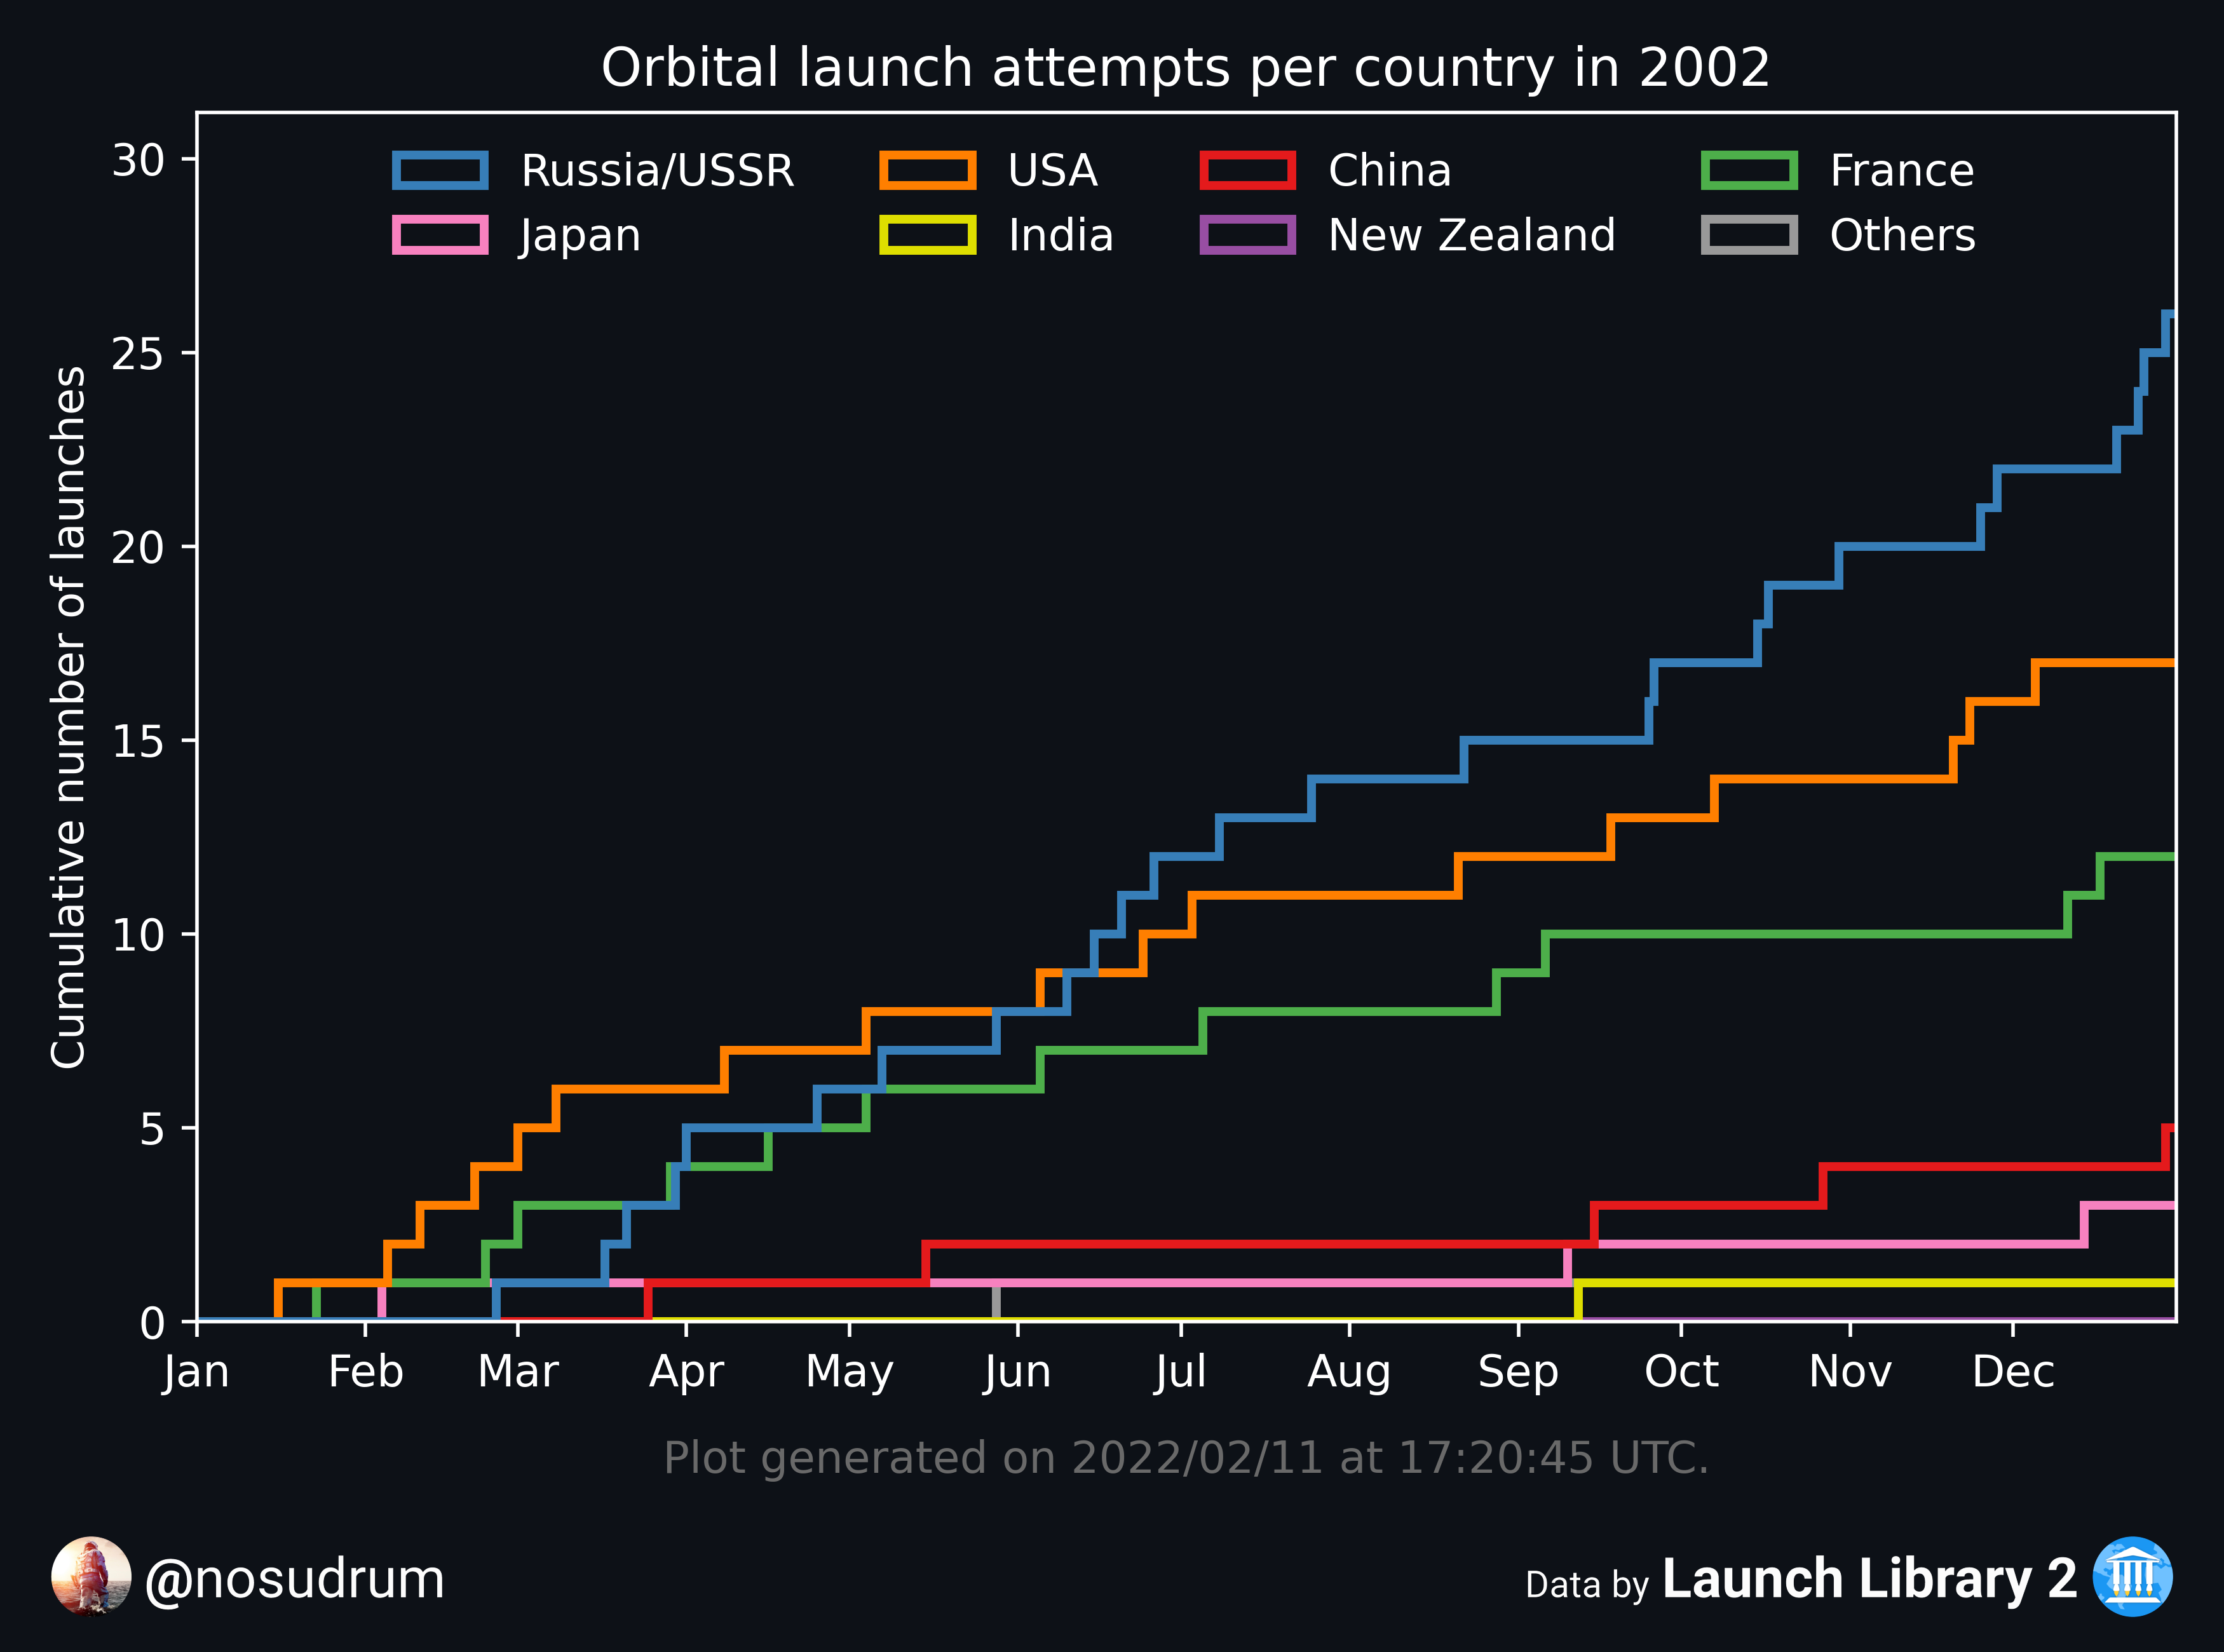 Orbital launch attempts per country in 2002
Russia/USSR USA China France
Japan India New Zealand Others
Cumulative number of launches
30
25
20
15
10
5
0
Jan Feb Mar Apr May Jun Jul Aug Sep Oct Nov Dec
Plot generated on 2022/02/11 at 17:20:45 UTC.
@nosudrum
Data by Launch Library 2